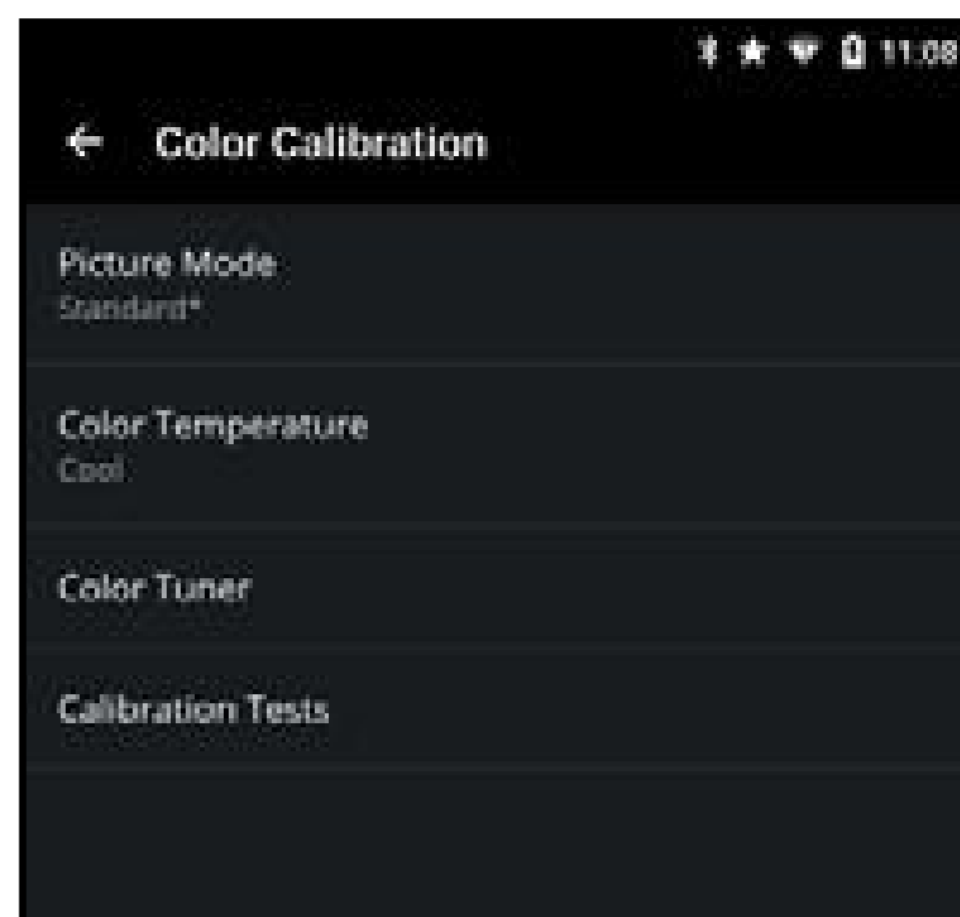 11:08
Color Calibration
Picture Mode
Standard*
Color Temperature
Cool
Color Tuner
Calibration Tests